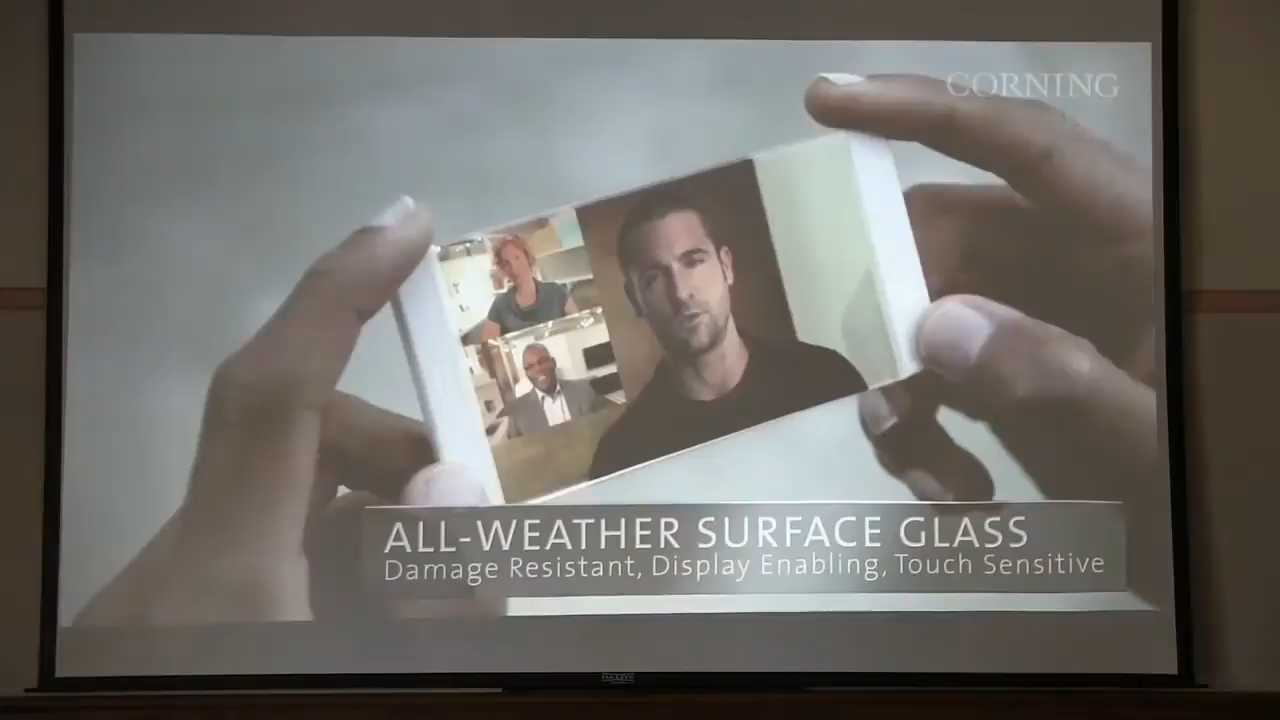 CORNING
ALL-WEATHER SURFACE GLASS
Damage Resistant, Display Enabling, Touch Sensitive